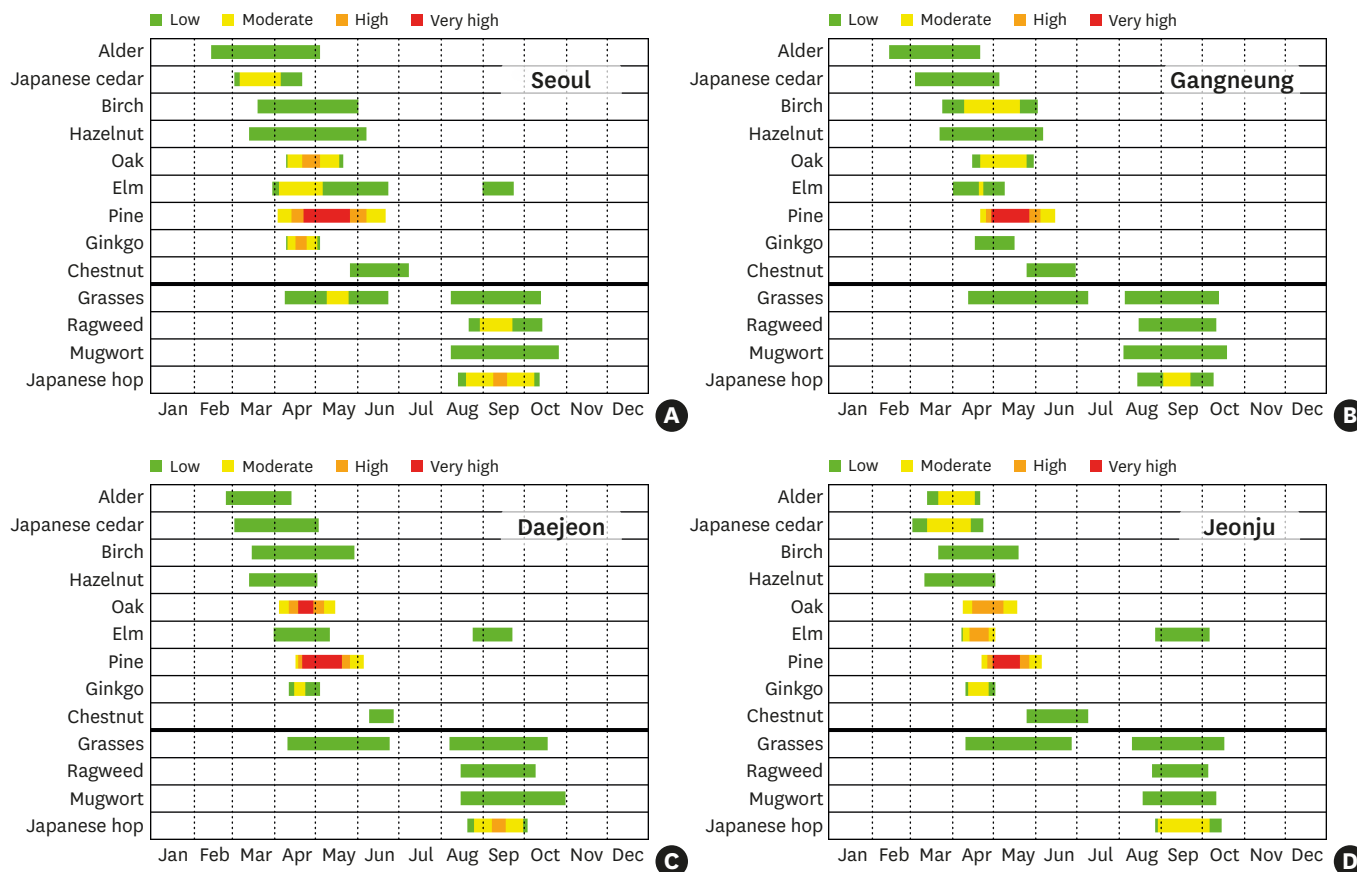 Low Moderate High Very high
Seoul
Alder
Japanese cedar
Birch
Hazelnut
Oak
Elm
Pine
Ginkgo
Chestnut
Grasses
Ragweed
Mugwort
Japanese hop
Jan Feb Mar Apr May Jun Jul Aug Sep Oct Nov Dec
A
Low Moderate High Very high
Gangneung
Alder
Japanese cedar
Birch
Hazelnut
Oak
Elm
Pine
Ginkgo
Chestnut
Grasses
Ragweed
Mugwort
Japanese hop
Jan Feb Mar Apr May Jun Jul Aug Sep Oct Nov Dec
B
Low Moderate High Very high
Daejeon
Alder
Japanese cedar
Birch
Hazelnut
Oak
Elm
Pine
Ginkgo
Chestnut
Grasses
Ragweed
Mugwort
Japanese hop
Jan Feb Mar Apr May Jun Jul Aug Sep Oct Nov Dec
C
Low Moderate High Very high
Jeonju
Alder
Japanese cedar
Birch
Hazelnut
Oak
Elm
Pine
Ginkgo
Chestnut
Grasses
Ragweed
Mugwort
Japanese hop
Jan Feb Mar Apr May Jun Jul Aug Sep Oct Nov Dec
D